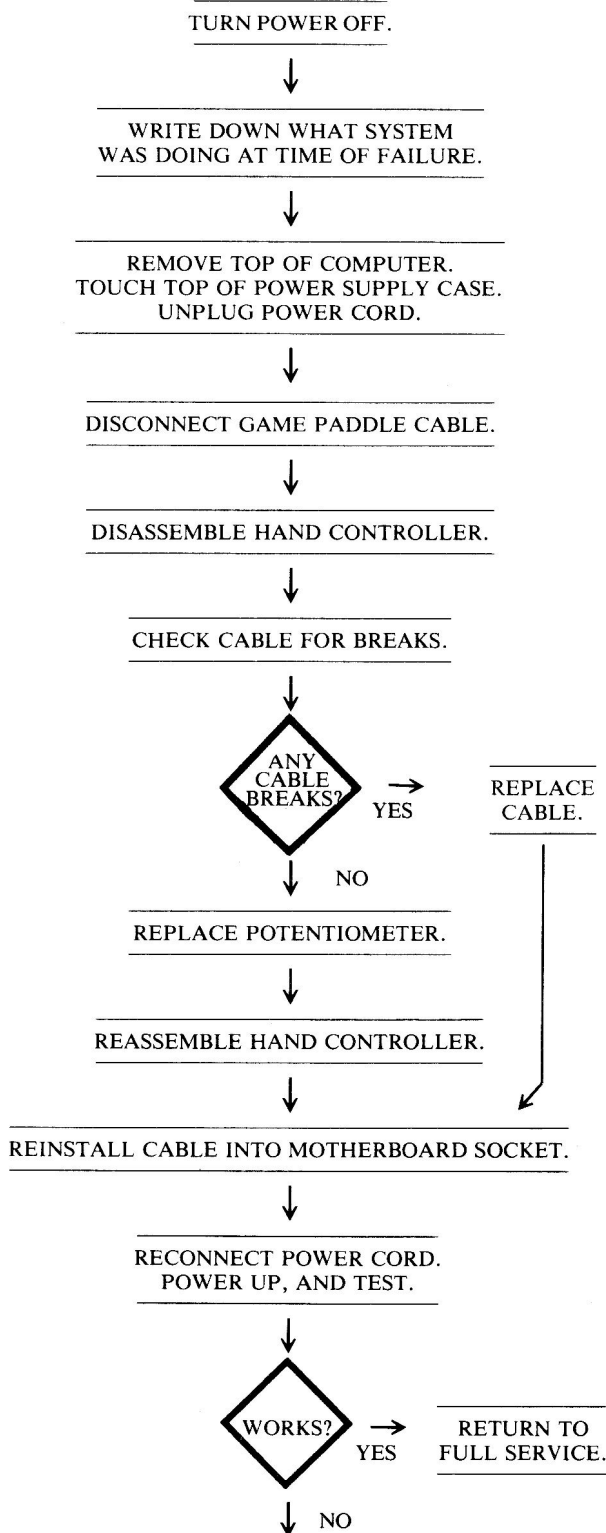 TURN POWER OFF.
WRITE DOWN WHAT SYSTEM
WAS DOING AT TIME OF FAILURE.
REMOVE TOP OF COMPUTER.
TOUCH TOP OF POWER SUPPLY CASE.
UNPLUG POWER CORD.
DISCONNECT GAME PADDLE CABLE.
DISASSEMBLE HAND CONTROLLER.
CHECK CABLE FOR BREAKS.
ANY
CABLE
BREAKS?
YES
REPLACE
CABLE.
NO
REPLACE POTENTIOMETER.
REASSEMBLE HAND CONTROLLER.
REINSTALL CABLE INTO MOTHERBOARD SOCKET.
RECONNECT POWER CORD.
POWER UP, AND TEST.
WORKS?
YES
RETURN TO
FULL SERVICE.
NO